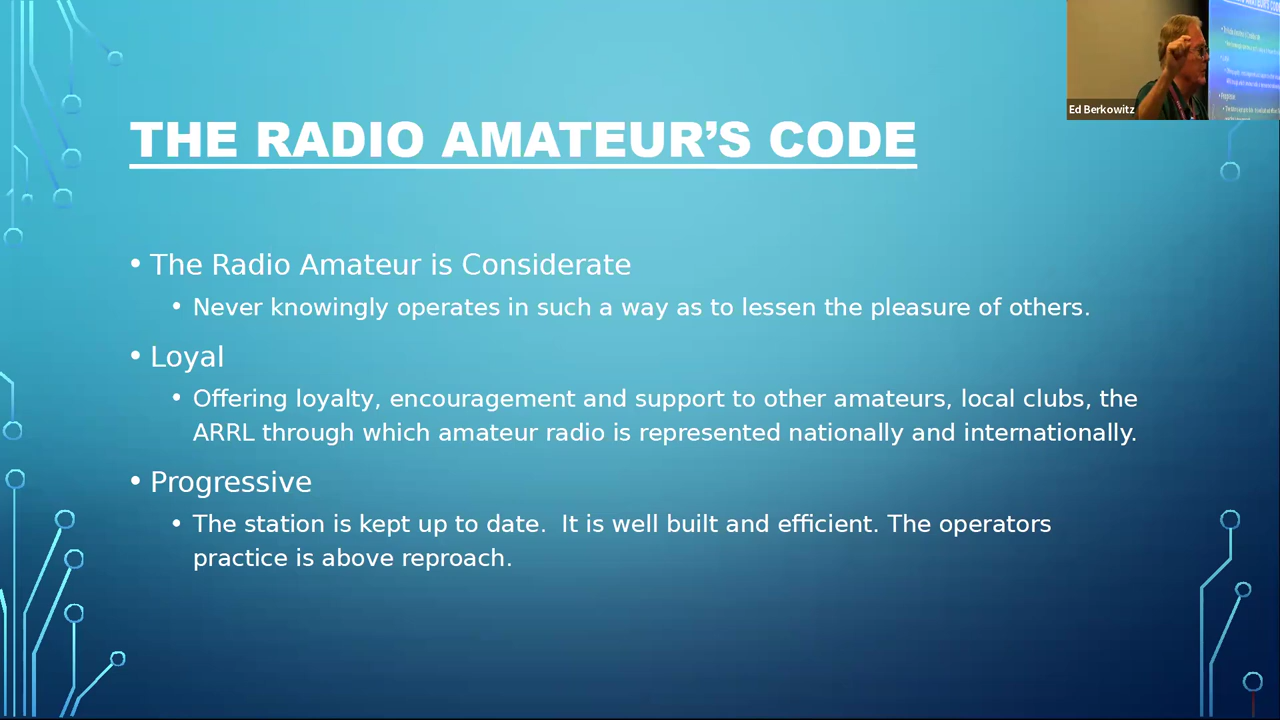 THE RADIO AMATEUR’S CODE
Ed Berkowitz
• The Radio Amateur is Considerate
• Never knowingly operates in such a way as to lessen the pleasure of others.
• Loyal
• Offering loyalty, encouragement and support to other amateurs, local clubs, the
ARRL through which amateur radio is represented nationally and internationally.
• Progressive
• The station is kept up to date.  It is well built and efficient. The operators
practice is above reproach.